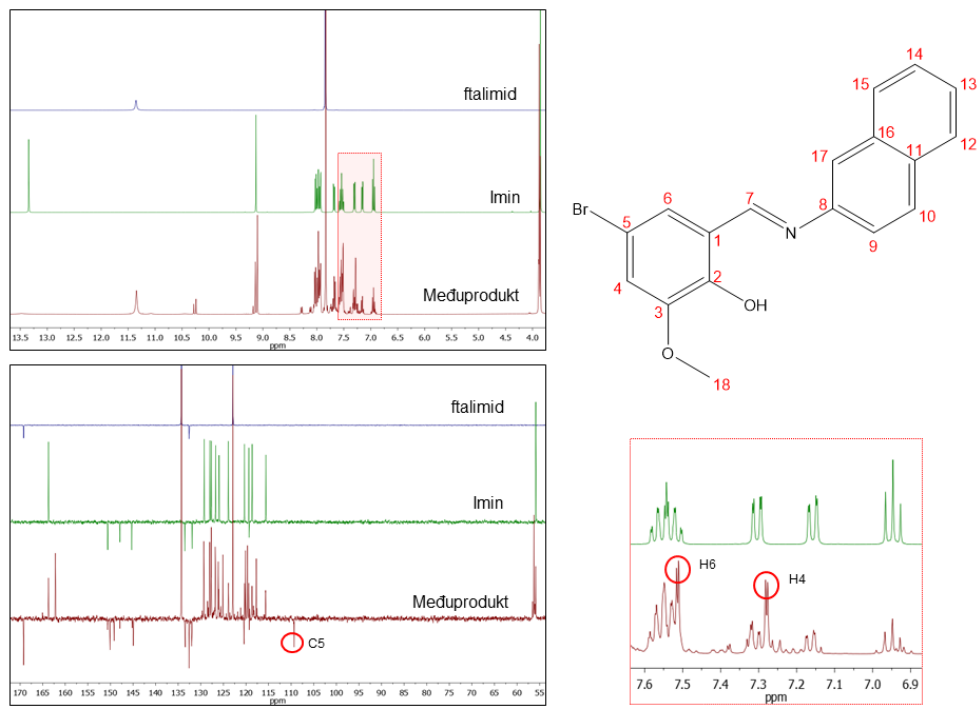 ftalimid
Imin
Međuprodukt
13.5 13.0 12.5 12.0 11.5 11.0 10.5 10.0 9.5 9.0 8.5 8.0 7.5 7.0 6.5 6.0 5.5 5.0 4.5 4.0
ppm
14
15
13
16
11
12
17
8
10
9
6
7
Br
5
1
N
4
2
3
OH
O
18
ftalimid
Imin
Međuprodukt
C5
170 165 160 155 150 145 140 135 130 125 120 115 110 105 100 95 90 85 80 75 70 65 60 55
ppm
H6
H4
7.6 7.5 7.4 7.3 7.2 7.1 7.0 6.9
ppm